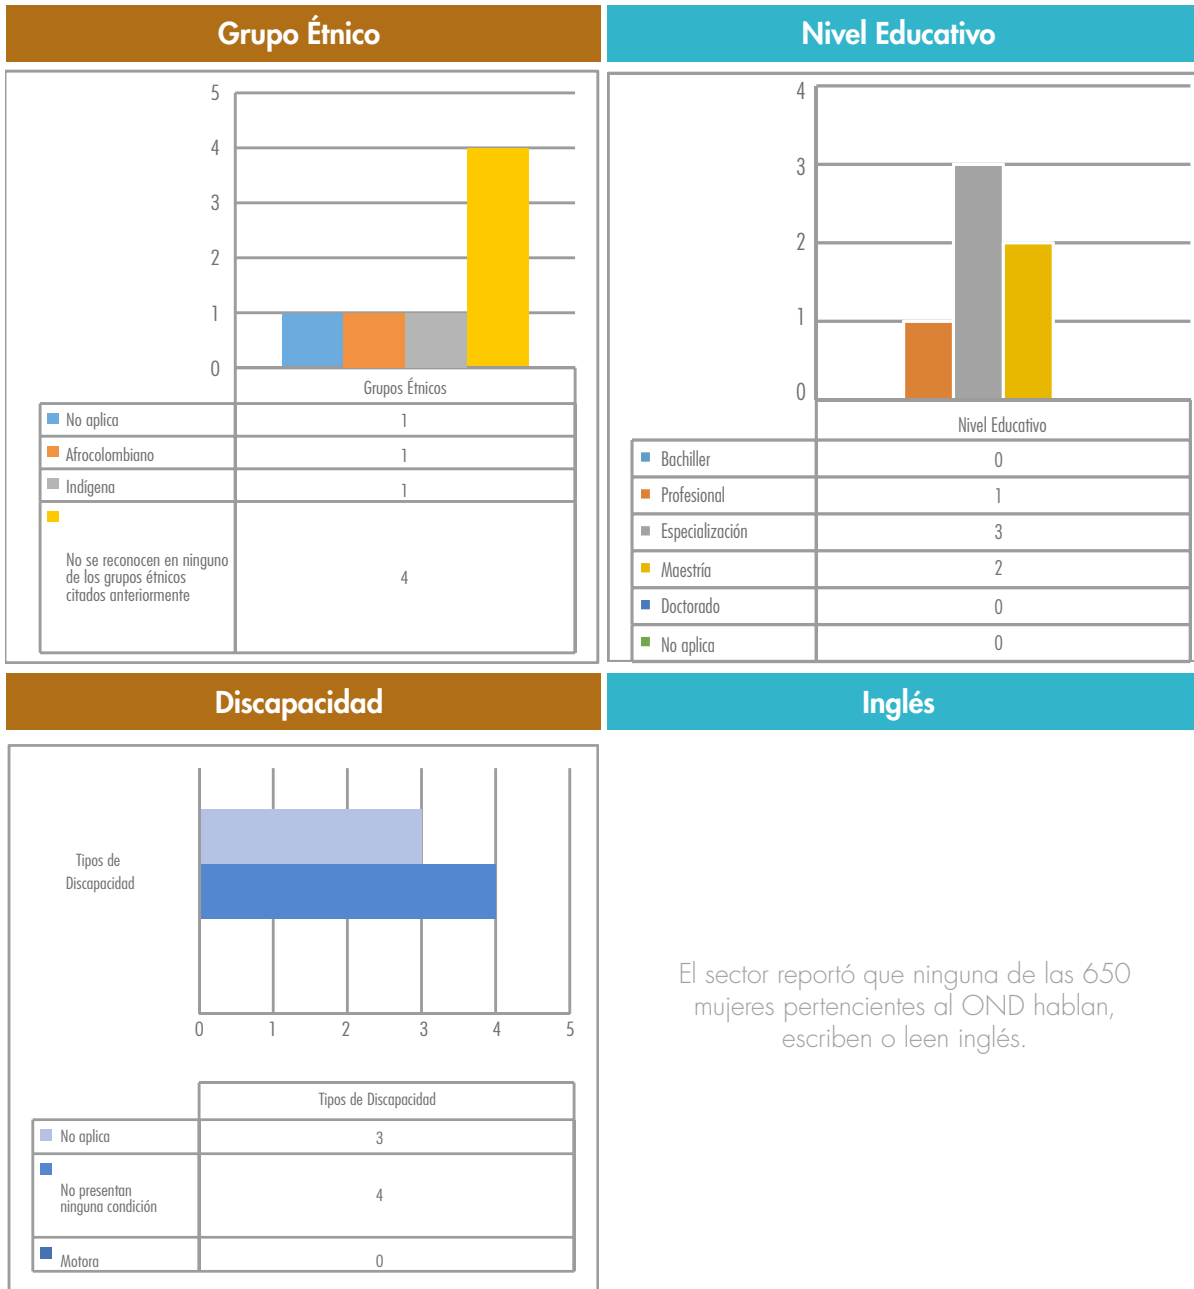 Grupo Étnico
5
4
3
2
1
0
Grupos Étnicos
No aplica 1
Afrocolombiano 1
Indígena 1
No se reconocen en ninguno
de los grupos étnicos
citados anteriormente
4
Nivel Educativo
4
3
2
1
0
Nivel Educativo
Bachiller 0
Profesional 1
Especialización 3
Maestría 2
Doctorado 0
No aplica 0
Discapacidad
Tipos de
Discapacidad
0 1 2 3 4 5
Tipos de Discapacidad
No aplica 3
No presentan
ninguna condición
4
Motora 0
Inglés
El sector reportó que ninguna de las 650
mujeres pertencientes al OND hablan,
escriben o leen inglés.